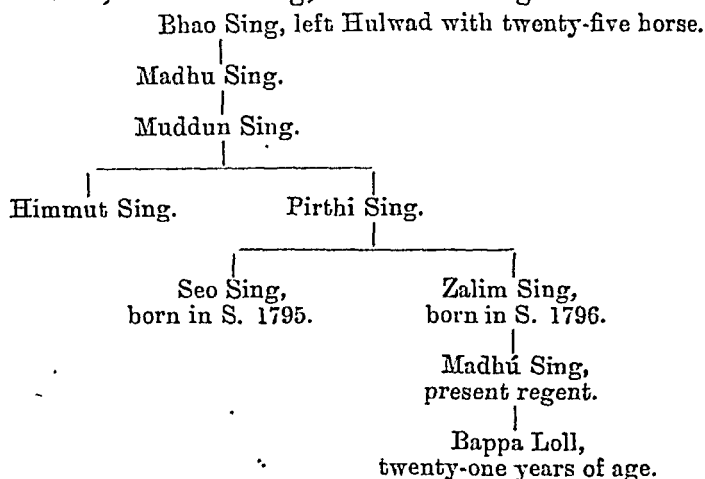 Bhao Sing, left Hulwad with twenty-five horse.
Madhu Sing.
Muddun Sing.
Himmut Sing. Pirthi Sing.
Seo Sing, Zalim Sing,
born in S. 1795. born in S. 1796.
Madhú Sing,
present regent.
Bappa Loll,
twenty-one years of age.